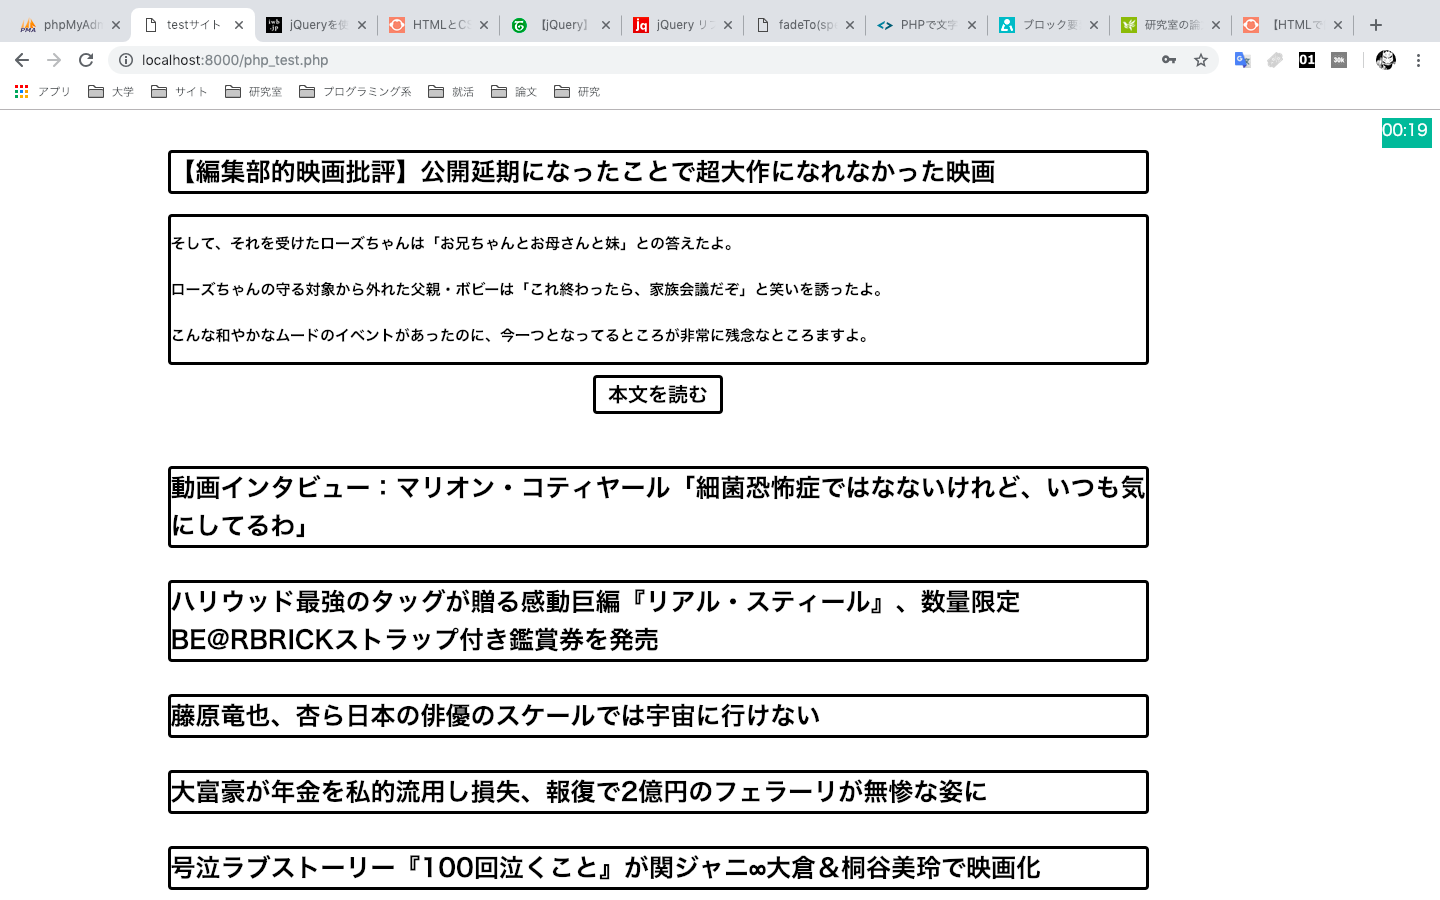 phpMyAdm
testサイト
jQueryを使
HTMLとCS
【jQuery】
jQuery リフ
fadeTo(spe
PHPで文字
ブロック要
研究室の論
【HTMLで
localhost:8000/php_test.php
アプリ
大学
サイト
研究室
プログラミング系
就活
論文
研究
00:19
【編集部的映画批評】公開延期になったことで超大作になれなかった映画
そして、それを受けたローズちゃんは「お兄ちゃんとお母さんと妹」との答えたよ。
ローズちゃんの守る対象から外れた父親・ボビーは「これ終わったら、家族会議だぞ」と笑いを誘ったよ。
こんな和やかなムードのイベントがあったのに、今一つとなってるところが非常に残念なところますよ。
本文を読む
動画インタビュー：マリオン・コティヤール「細菌恐怖症ではなないけれど、いつも気
にしてるわ」
ハリウッド最強のタッグが贈る感動巨編『リアル・スティール』、数量限定
BE@RBRICKストラップ付き鑑賞券を発売
藤原竜也、杏ら日本の俳優のスケールでは宇宙に行けない
大富豪が年金を私的流用し損失、報復で2億円のフェラーリが無惨な姿に
号泣ラブストーリー『100回泣くこと』が関ジャニ∞大倉＆桐谷美玲で映画化